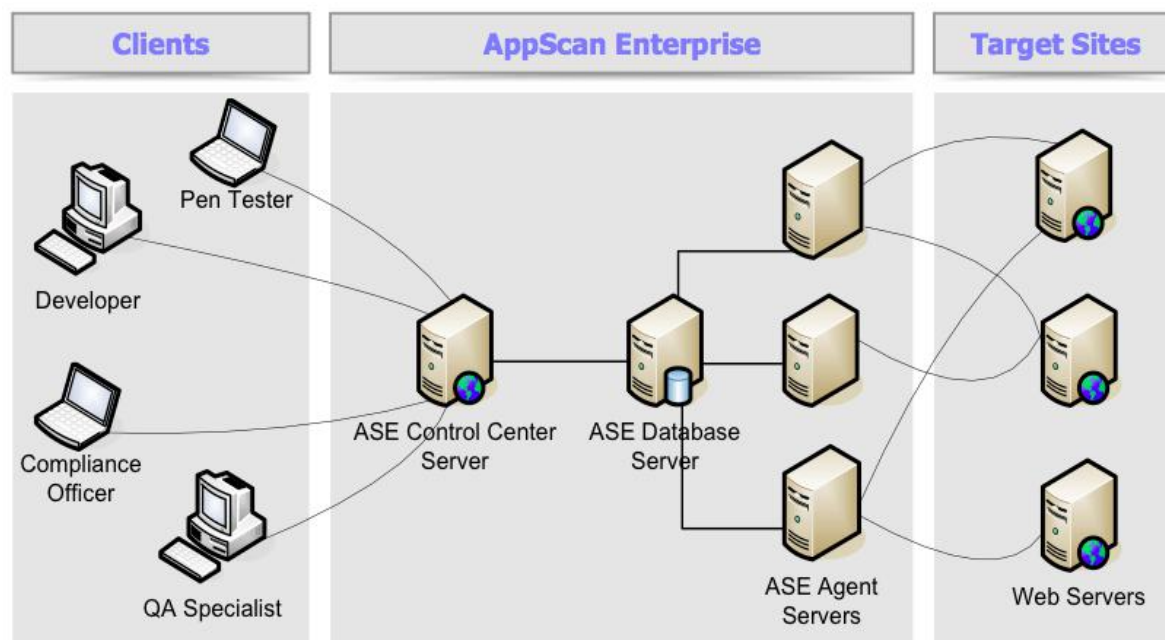 Clients
AppScan Enterprise
Target Sites
Pen Tester
Developer
Compliance
Officer
QA Specialist
ASE Control Center
Server
ASE Database
Server
ASE Agent
Servers
Web Servers